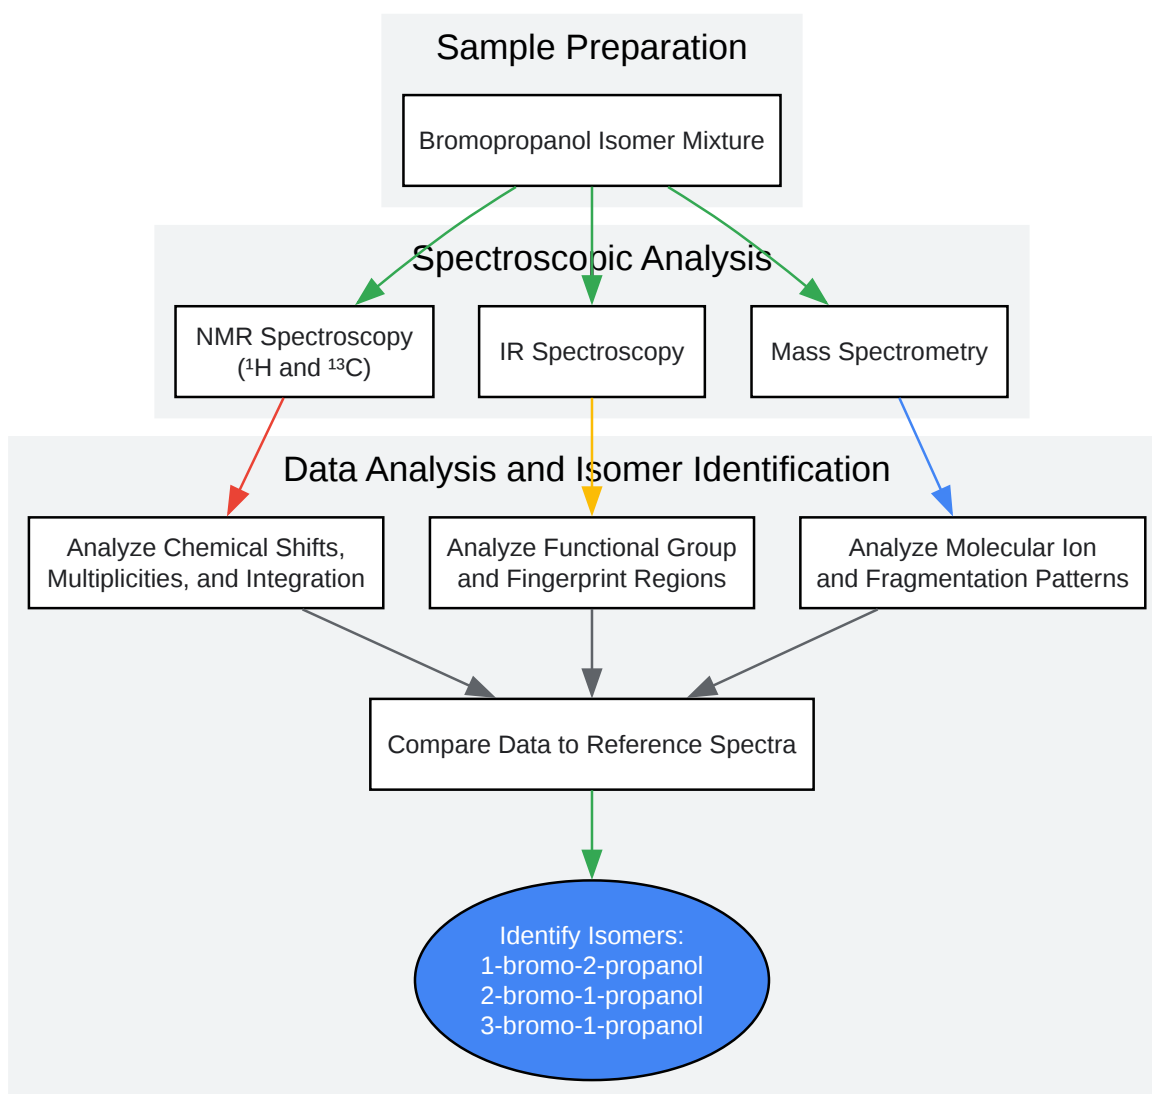 Sample Preparation
Bromopropanol Isomer Mixture
Spectroscopic Analysis
NMR Spectroscopy
(¹H and ¹³C)
IR Spectroscopy
Mass Spectrometry
Data Analysis and Isomer Identification
Analyze Chemical Shifts,
Multiplicities, and Integration
Analyze Functional Group
and Fingerprint Regions
Analyze Molecular Ion
and Fragmentation Patterns
Compare Data to Reference Spectra
Identify Isomers:
1-bromo-2-propanol
2-bromo-1-propanol
3-bromo-1-propanol